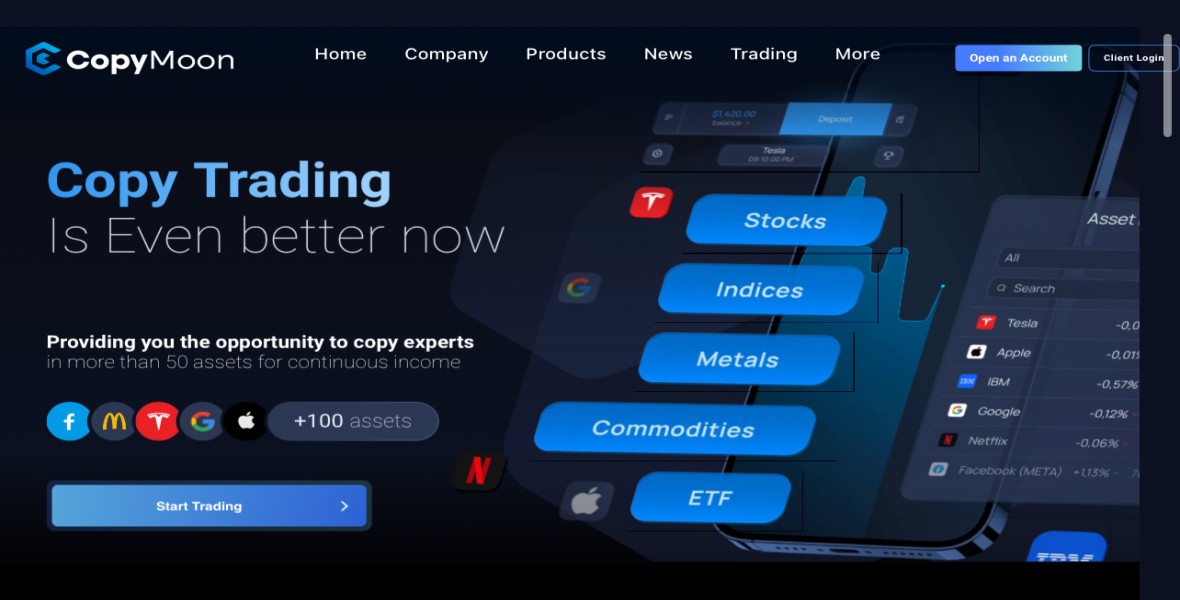 CopyMoon
Home Company Products News Trading More
Open an Account
Client Login
$1,420.00
balance
Deposit
Tesla
09:10:00 PM
Copy Trading
Is Even better now
Stocks
Indices
Metals
Commodities
ETF
Asset
All
Search
Tesla -0,0
Apple -0,01%
IBM IBM -0,57%
Google -0,12%
Netflix -0,06%
Facebook (META) +1,13%
Providing you the opportunity to copy experts
in more than 50 assets for continuous income
+100 assets
Start Trading
IBM